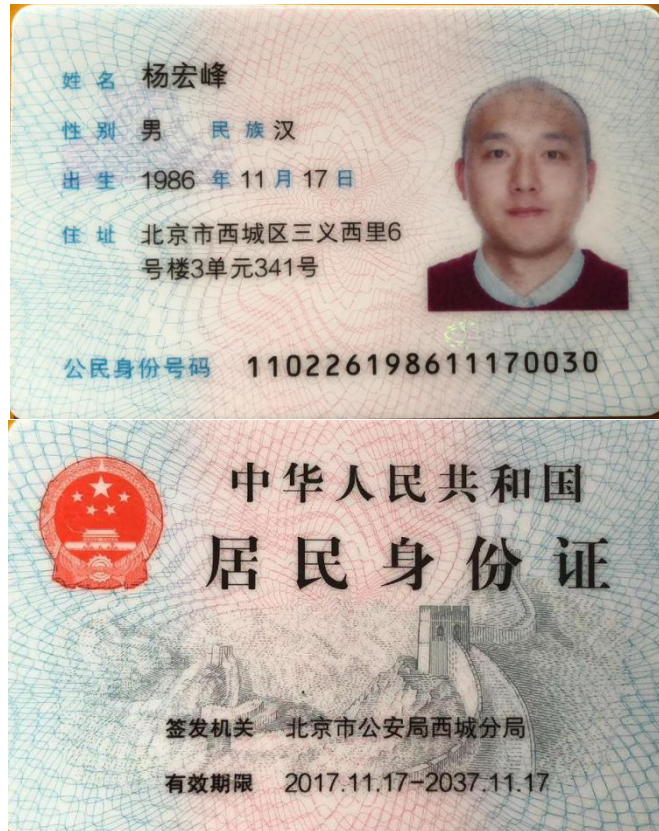 姓名 杨宏峰
性别 男 民族 汉
出生 1986 年 11 月 17 日
住址 北京市西城区三义西里6
号楼3单元341号
公民身份号码 110226198611170030
中华人民共和国
居民身份证
签发机关 北京市公安局西城分局
有效期限 2017.11.17-2037.11.17